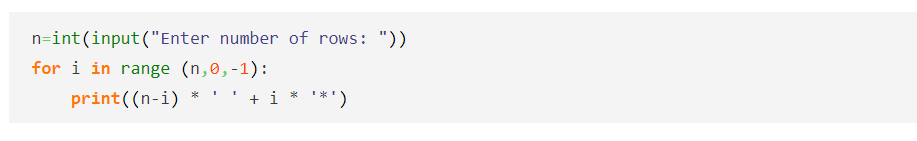 n=int(input("Enter number of rows: "))
for i in range (n,0,-1):
    print((n-i) * ' ' + i * '*')